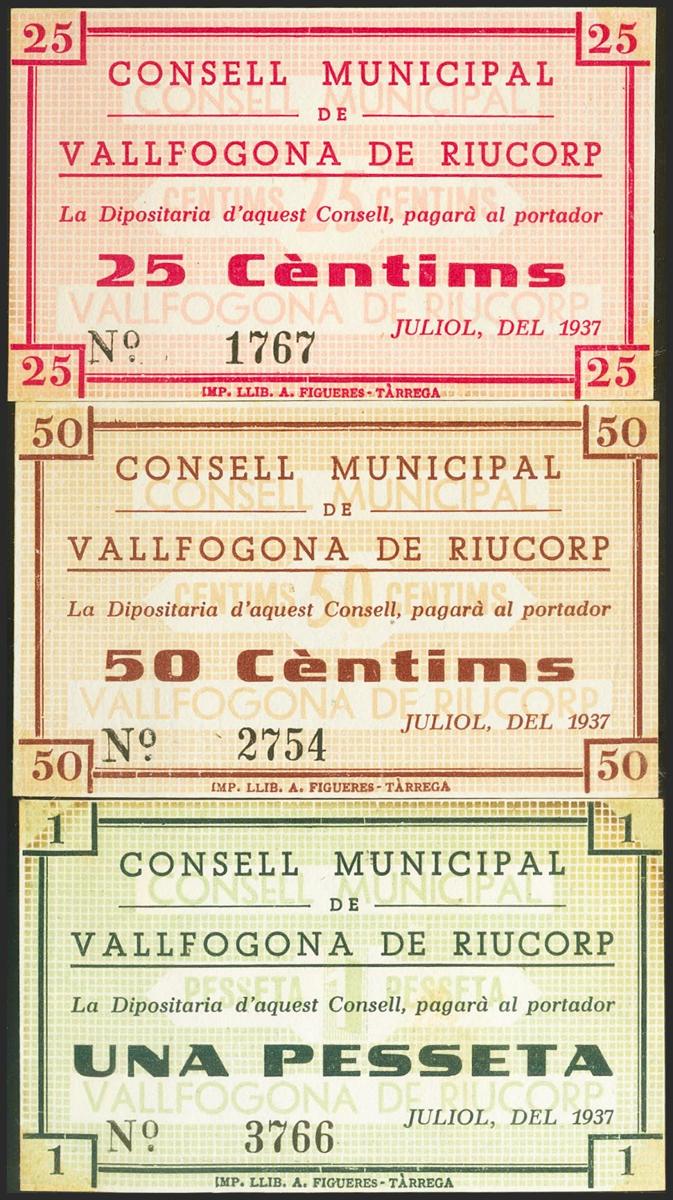 25 25
CONSELL MUNICIPAL
DE
VALLFOGONA DE RIUCORP
CENTIMS 25 CENTIMS
La Dipositaria d'aquest Consell, pagarà al portador
25 Cèntims
VALLFOGONA DE RIUCORP
JULIOL, DEL 1937
Nº. 1767
25 25
IMP. LLIB. A. FIGUERES - TÀRREGA
50 50
CONSELL MUNICIPAL
CONSELL MUNICIPAL
DE
VALLFOGONA DE RIUCORP
CENTIMS 50 CENTIMS
La Dipositaria d'aquest Consell, pagarà al portador
50 Cèntims
VALLFOGONA DE RIUCORP
JULIOL, DEL 1937
Nº. 2754
50 50
IMP. LLIB. A. FIGUERES - TÀRREGA
1 1
CONSELL MUNICIPAL
CONSELL MUNICIPAL
DE
VALLFOGONA DE RIUCORP
PESSETA 1 PESSETA
La Dipositaria d'aquest Consell, pagarà al portador
UNA PESSETA
VALLFOGONA DE RIUCORP
JULIOL, DEL 1937
Nº. 3766
1 1
IMP. LLIB. A. FIGUERES - TÀRREGA